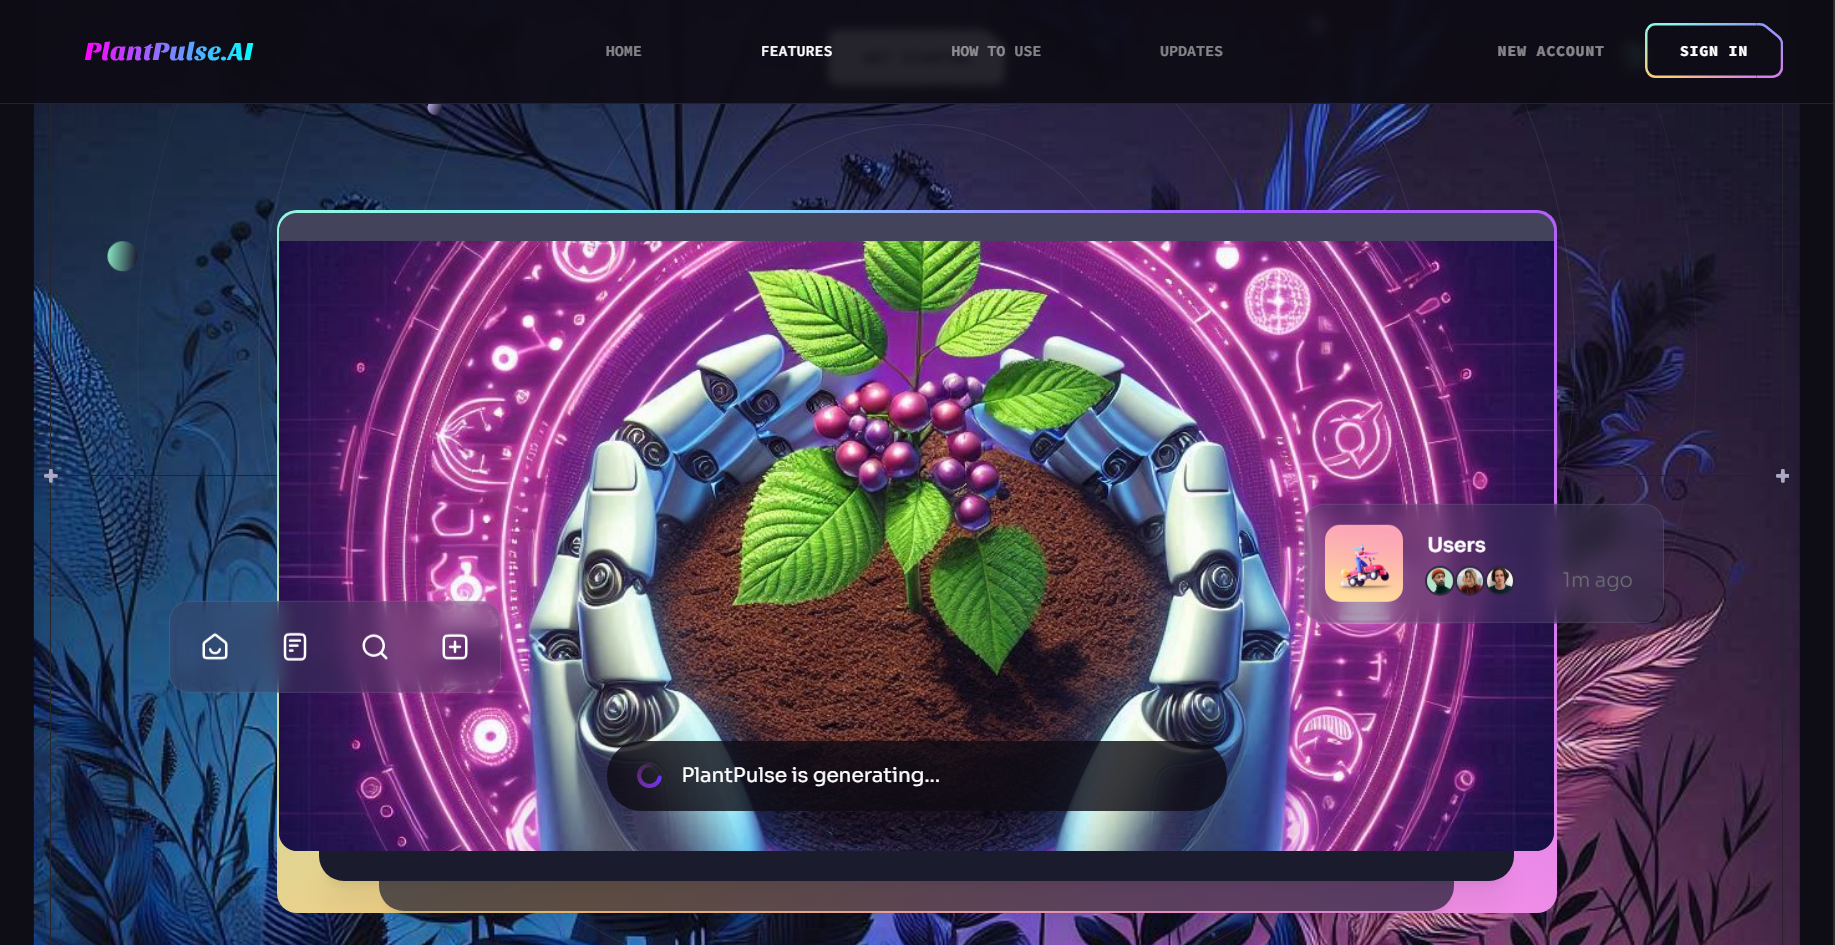 PlantPulse.AI
HOME
FEATURES
HOW TO USE
UPDATES
NEW ACCOUNT
SIGN IN
Users
1m ago
PlantPulse is generating...